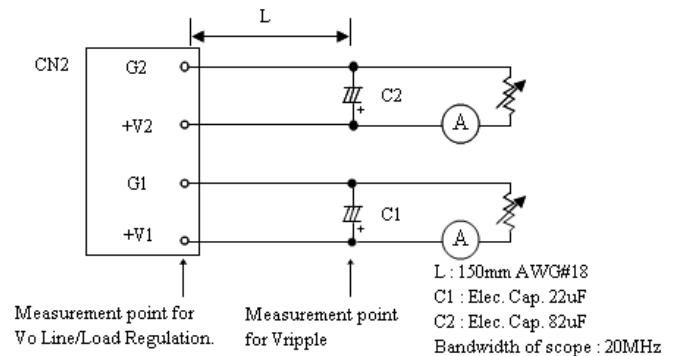 L
CN2
G2
C2
+
A
+V2
G1
C1
+
A
+V1
L : 150mm AWG#18
C1 : Elec. Cap. 22uF
C2 : Elec. Cap. 82uF
Bandwidth of scope : 20MHz
Measurement point for
Vo Line/Load Regulation.
Measurement point
for Vripple